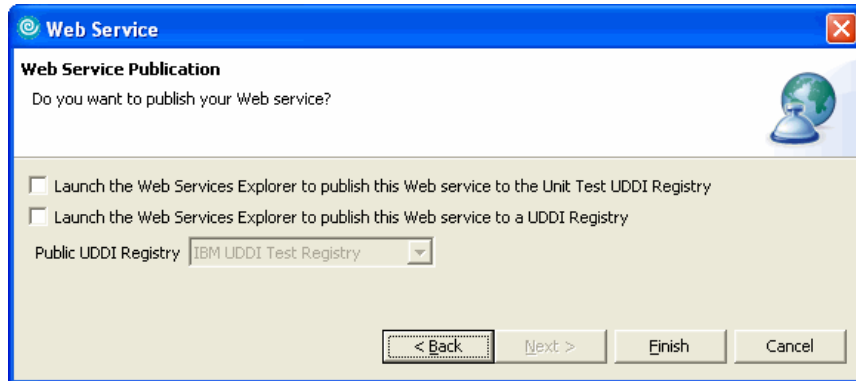 Web Service
Web Service Publication
Do you want to publish your Web service?
Launch the Web Services Explorer to publish this Web service to the Unit Test UDDI Registry
Launch the Web Services Explorer to publish this Web service to a UDDI Registry
Public UDDI Registry IBM UDDI Test Registry
< Back Next > Finish Cancel